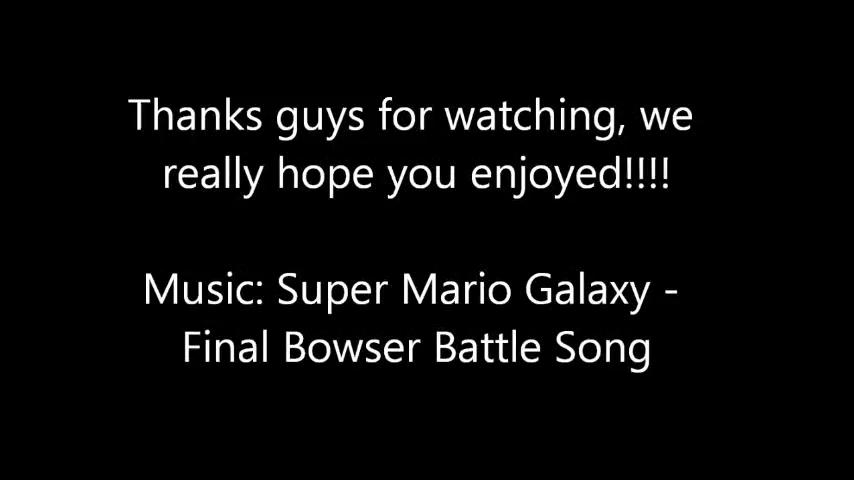 Thanks guys for watching, we
really hope you enjoyed!!!!
Music: Super Mario Galaxy -
Final Bowser Battle Song